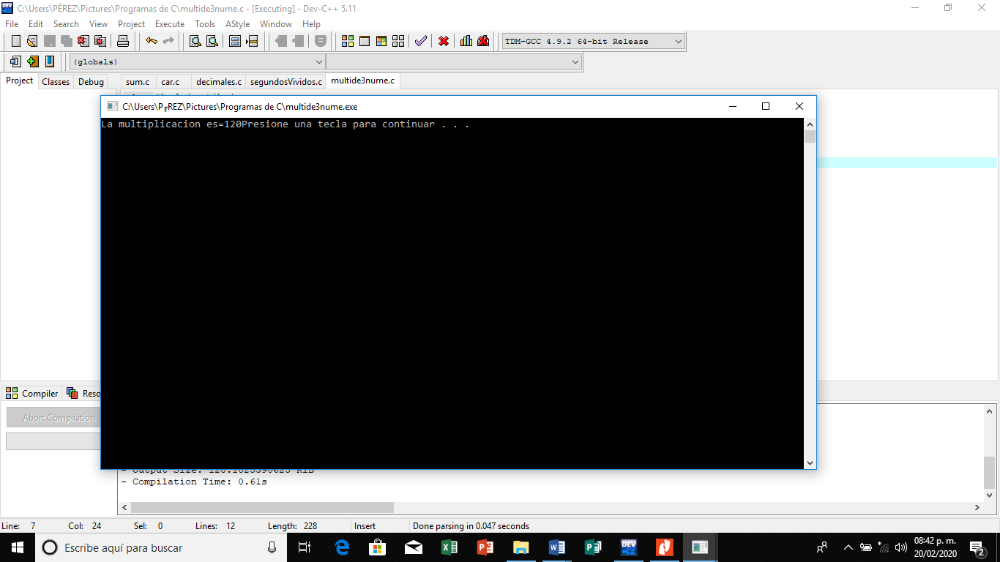 C:\Users\PÉREZ\Pictures\Programas de C\multide3nume.c - [Executing] - Dev-C++ 5.11
File Edit Search View Project Execute Tools AStyle Window Help
TDM-GCC 4.9.2 64-bit Release
(globals)
Project Classes Debug sum.c car.c decimales.c segundosVividos.c multide3nume.c
C:\Users\P┌REZ\Pictures\Programas de C\multide3nume.exe
La multiplicacion es=120Presione una tecla para continuar . . .
Compiler Reso
Abort Compilation
- Output Size: 128.1025390625 KiB
- Compilation Time: 0.61s
Line: 7 Col: 24 Sel: 0 Lines: 12 Length: 228 Insert Done parsing in 0.047 seconds
Escribe aquí para buscar
DEV
08:42 p. m.
20/02/2020
2